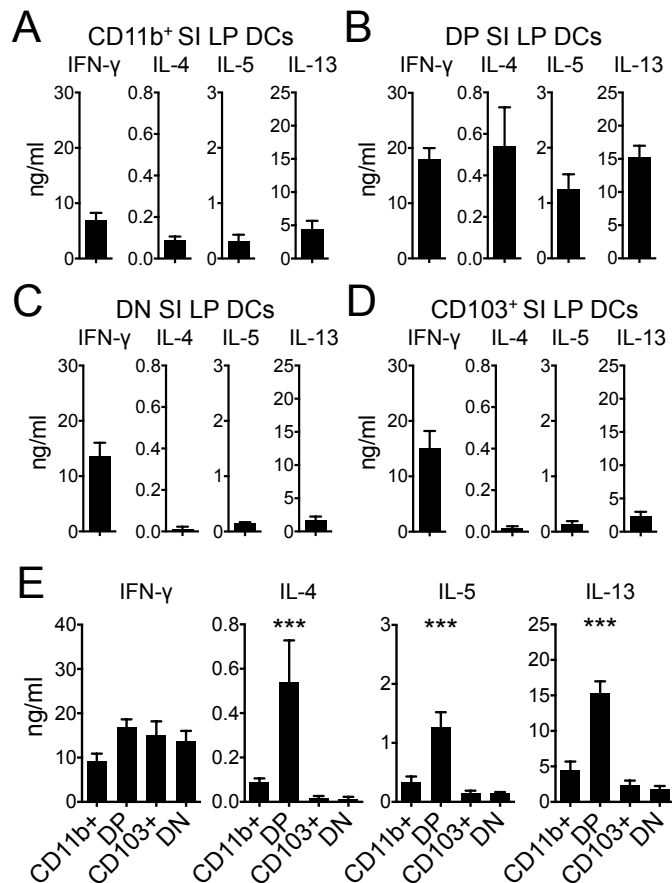 A
CD11b⁺ SI LP DCs
IFN-γ IL-4 IL-5 IL-13
ng/ml
30 0.8 3 25
20 0.6 2 20
15
10 0.4 1 10
0.2 5
0 0.0 0 0
B
DP SI LP DCs
IFN-γ IL-4 IL-5 IL-13
ng/ml
30 0.8 3 25
20 0.6 2 20
15
10 0.4 1 10
0.2 5
0 0.0 0 0
C
DN SI LP DCs
IFN-γ IL-4 IL-5 IL-13
ng/ml
30 0.8 3 25
20 0.6 2 20
15
10 0.4 1 10
0.2 5
0 0.0 0 0
D
CD103⁺ SI LP DCs
IFN-γ IL-4 IL-5 IL-13
ng/ml
30 0.8 3 25
20 0.6 2 20
15
10 0.4 1 10
0.2 5
0 0.0 0 0
E
IFN-γ IL-4 IL-5 IL-13
*** *** ***
ng/ml
40 0.8 3 25
30 0.6 2 20
20 0.4 15
10 0.2 1 10
5
0 0.0 0 0
CD11b+ DP CD103+ DN CD11b+ DP CD103+ DN CD11b+ DP CD103+ DN CD11b+ DP CD103+ DN